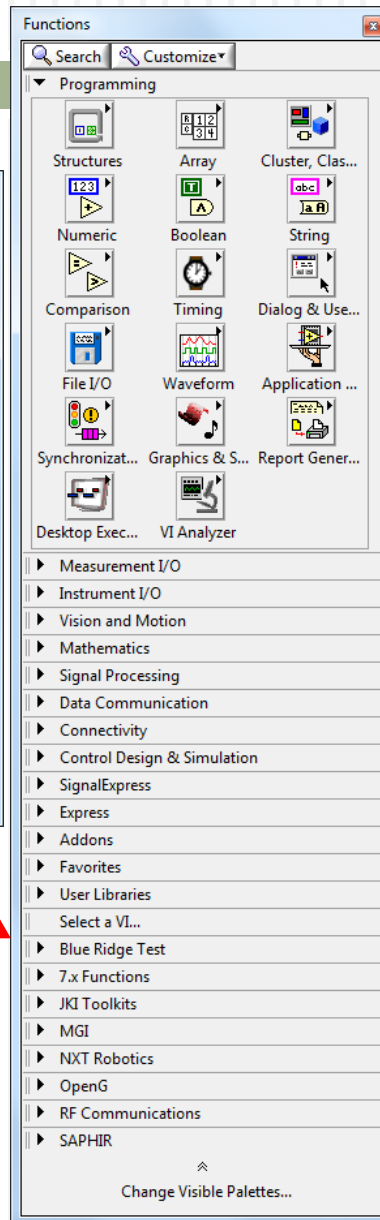 Functions
Search Customize
Programming
Structures Array Cluster, Clas...
Numeric Boolean String
Comparison Timing Dialog & Use...
File I/O Waveform Application ...
Synchronizat... Graphics & S... Report Gener...
Desktop Exec... VI Analyzer
Measurement I/O
Instrument I/O
Vision and Motion
Mathematics
Signal Processing
Data Communication
Connectivity
Control Design & Simulation
SignalExpress
Express
Addons
Favorites
User Libraries
Select a VI...
Blue Ridge Test
7.x Functions
JKI Toolkits
MGI
NXT Robotics
OpenG
RF Communications
SAPHIR
Change Visible Palettes...